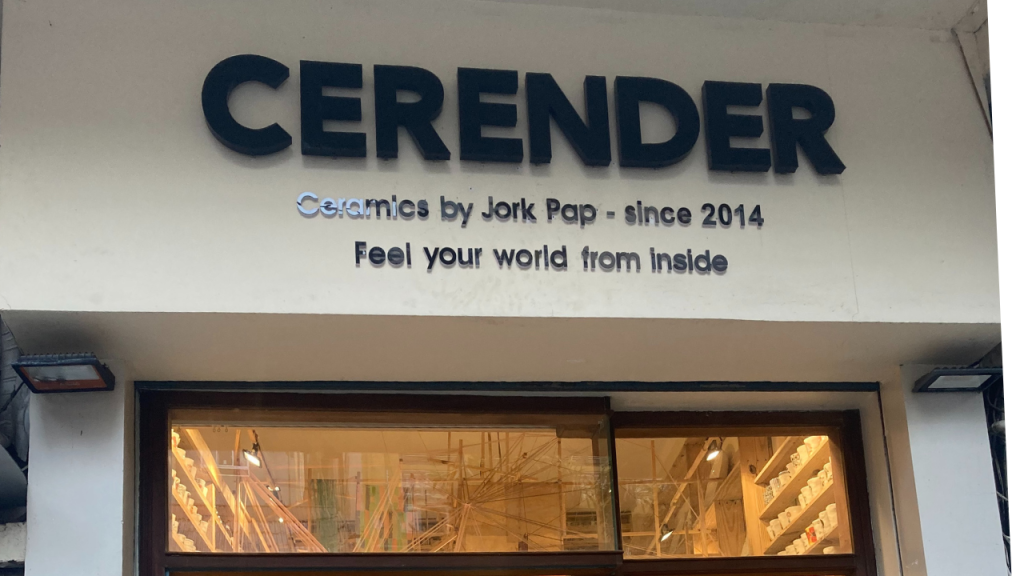 CERENDER
Ceramics by Jork Pap - since 2014
Feel your world from inside